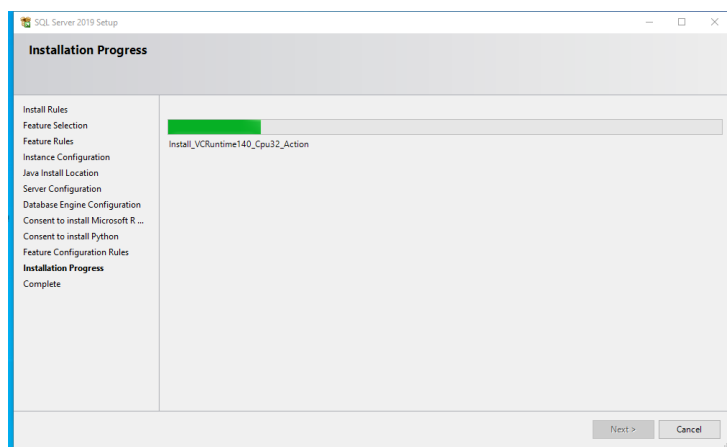 SQL Server 2019 Setup
Installation Progress
Install Rules
Feature Selection
Feature Rules
Instance Configuration
Java Install Location
Server Configuration
Database Engine Configuration
Consent to install Microsoft R ...
Consent to install Python
Feature Configuration Rules
Installation Progress
Complete
Install_VCRuntime140_Cpu32_Action
Next >
Cancel